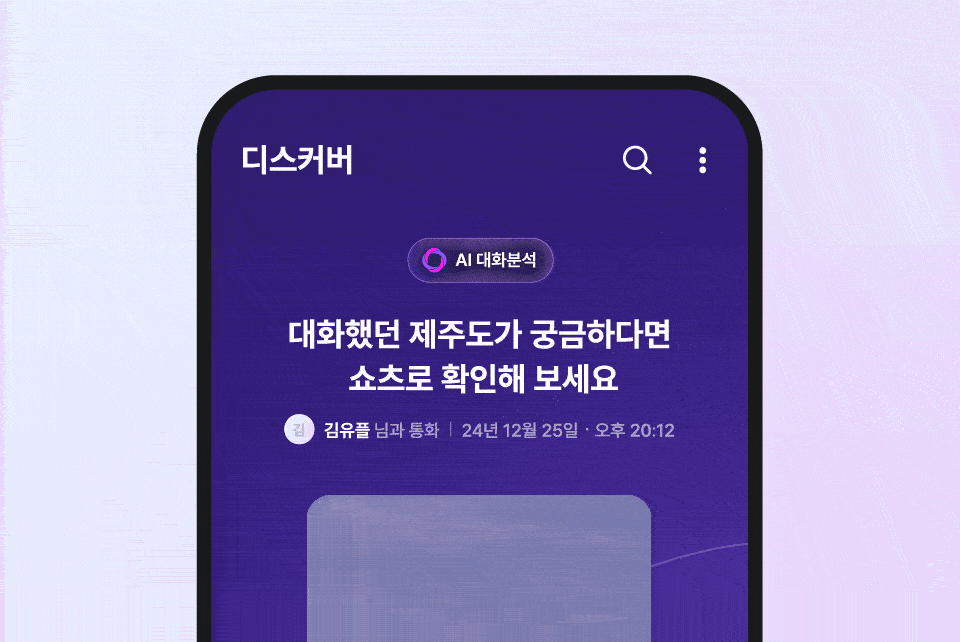 디스커버
AI 대화분석
대화했던 제주도가 궁금하다면
쇼츠로 확인해 보세요
김 김유플 님과 통화 | 24년 12월 25일 · 오후 20:12